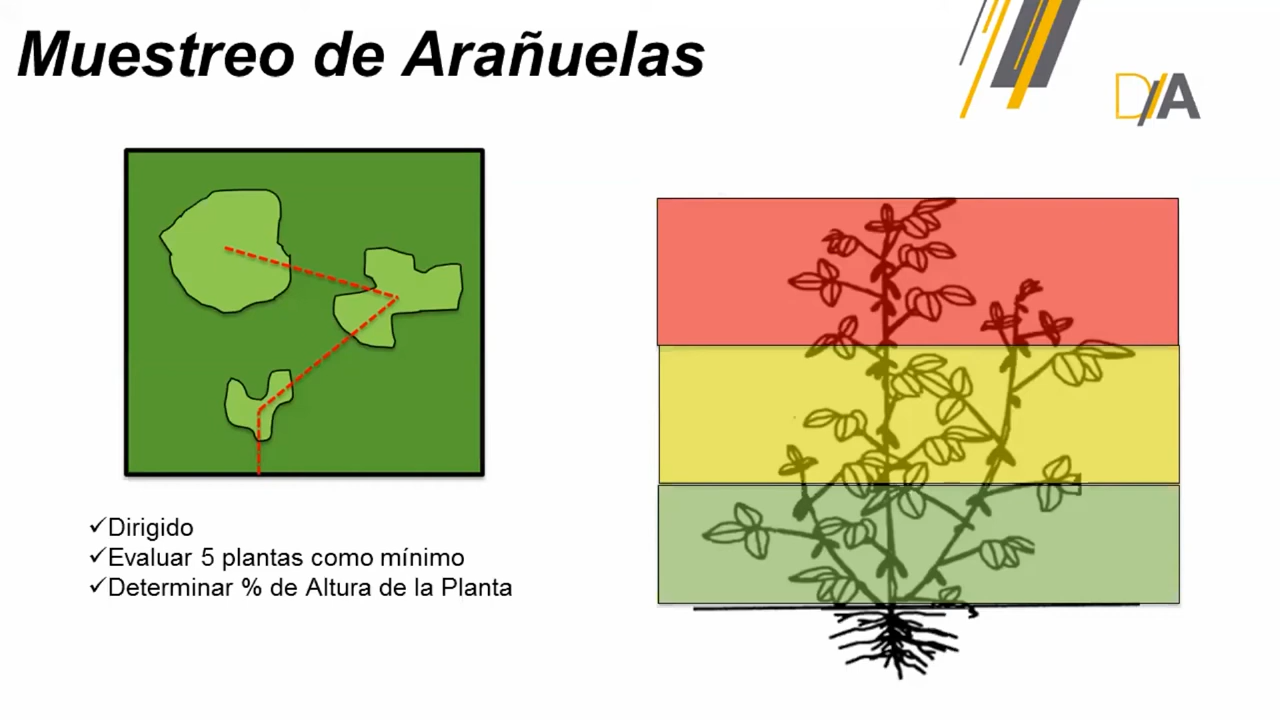 Muestreo de Arañuelas
D/A
✓Dirigido
✓Evaluar 5 plantas como mínimo
✓Determinar % de Altura de la Planta